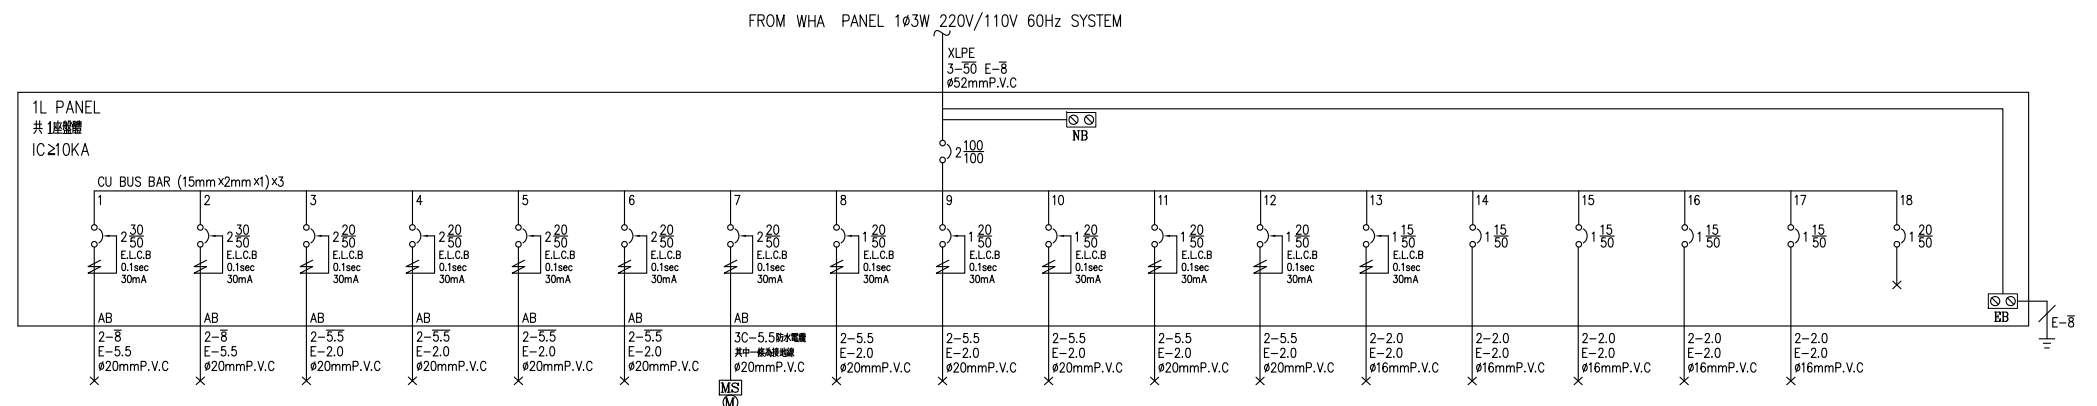 FROM WHA PANEL 1ø3W 220V/110V 60Hz SYSTEM
XLPE
3-5̅0̅ E-8̅
ø52mmP.V.C
1L PANEL
共 1座盤體
IC≥10KA
NB
2 100/100
CU BUS BAR (15mm×2mm×1)×3
1
2
3
4
5
6
7
8
9
10
11
12
13
14
15
16
17
18
2 30/50
E.L.C.B
0.1sec
30mA
2 30/50
E.L.C.B
0.1sec
30mA
2 20/50
E.L.C.B
0.1sec
30mA
2 20/50
E.L.C.B
0.1sec
30mA
2 20/50
E.L.C.B
0.1sec
30mA
2 20/50
E.L.C.B
0.1sec
30mA
2 20/50
E.L.C.B
0.1sec
30mA
1 20/50
E.L.C.B
0.1sec
30mA
1 20/50
E.L.C.B
0.1sec
30mA
1 20/50
E.L.C.B
0.1sec
30mA
1 20/50
E.L.C.B
0.1sec
30mA
1 20/50
E.L.C.B
0.1sec
30mA
1 15/50
E.L.C.B
0.1sec
30mA
1 15/50
1 15/50
1 15/50
1 15/50
1 20/50
EB
E-8̅
AB
2-8̅
E-5.5
ø20mmP.V.C
AB
2-8̅
E-5.5
ø20mmP.V.C
AB
2-5̅.̅5̅
E-2.0
ø20mmP.V.C
AB
2-5̅.̅5̅
E-2.0
ø20mmP.V.C
AB
2-5̅.̅5̅
E-2.0
ø20mmP.V.C
AB
2-5̅.̅5̅
E-2.0
ø20mmP.V.C
AB
3C-5.5防水電纜
其中一條為接地線
ø20mmP.V.C
MS
M
2-5.5
E-2.0
ø20mmP.V.C
2-5.5
E-2.0
ø20mmP.V.C
2-5.5
E-2.0
ø20mmP.V.C
2-5.5
E-2.0
ø20mmP.V.C
2-5.5
E-2.0
ø20mmP.V.C
2-2.0
E-2.0
ø16mmP.V.C
2-2.0
E-2.0
ø16mmP.V.C
2-2.0
E-2.0
ø16mmP.V.C
2-2.0
E-2.0
ø16mmP.V.C
2-2.0
E-2.0
ø16mmP.V.C